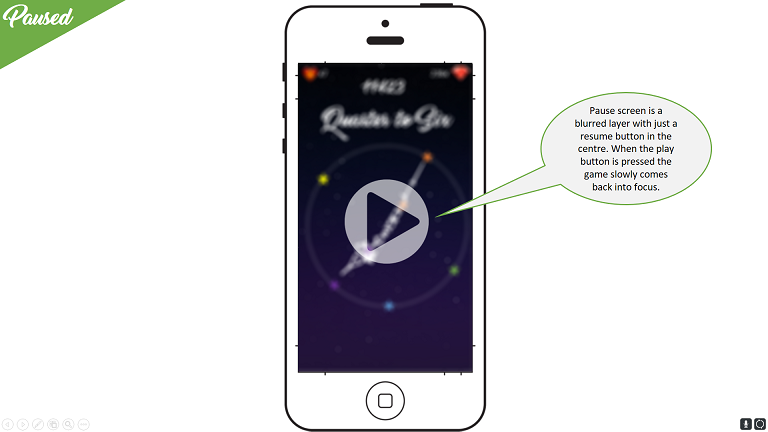 Paused
11423
Quarter to Six
Pause screen is a
blurred layer with just a
resume button in the
centre. When the play
button is pressed the
game slowly comes
back into focus.